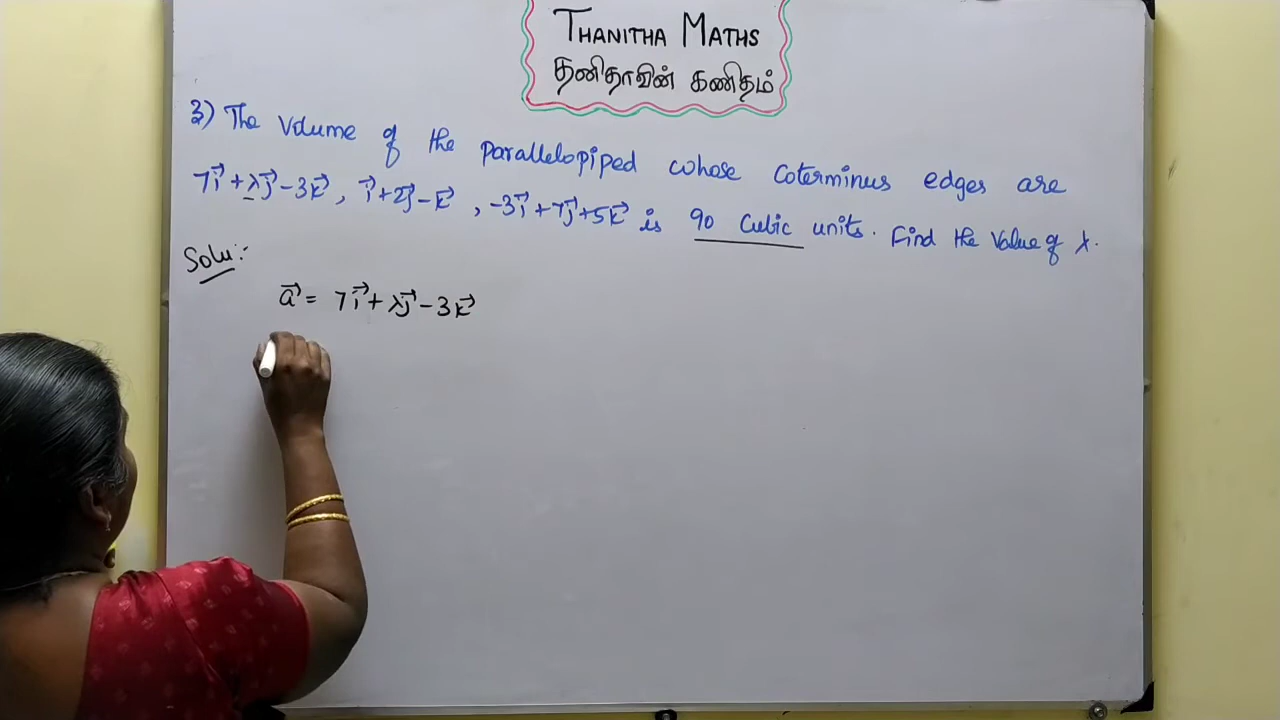 THANITHA MATHS
தனிதாவின் கணிதம்
3) The Volume of the parallelopiped whose coterminus edges are
7i⃗ + λj⃗ - 3k⃗ , i⃗ + 2j⃗ - k⃗ , -3i⃗ + 7j⃗ + 5k⃗ is 90 Cubic units. Find the Value of λ.
Solu:-
a⃗ = 7i⃗ + λj⃗ - 3k⃗